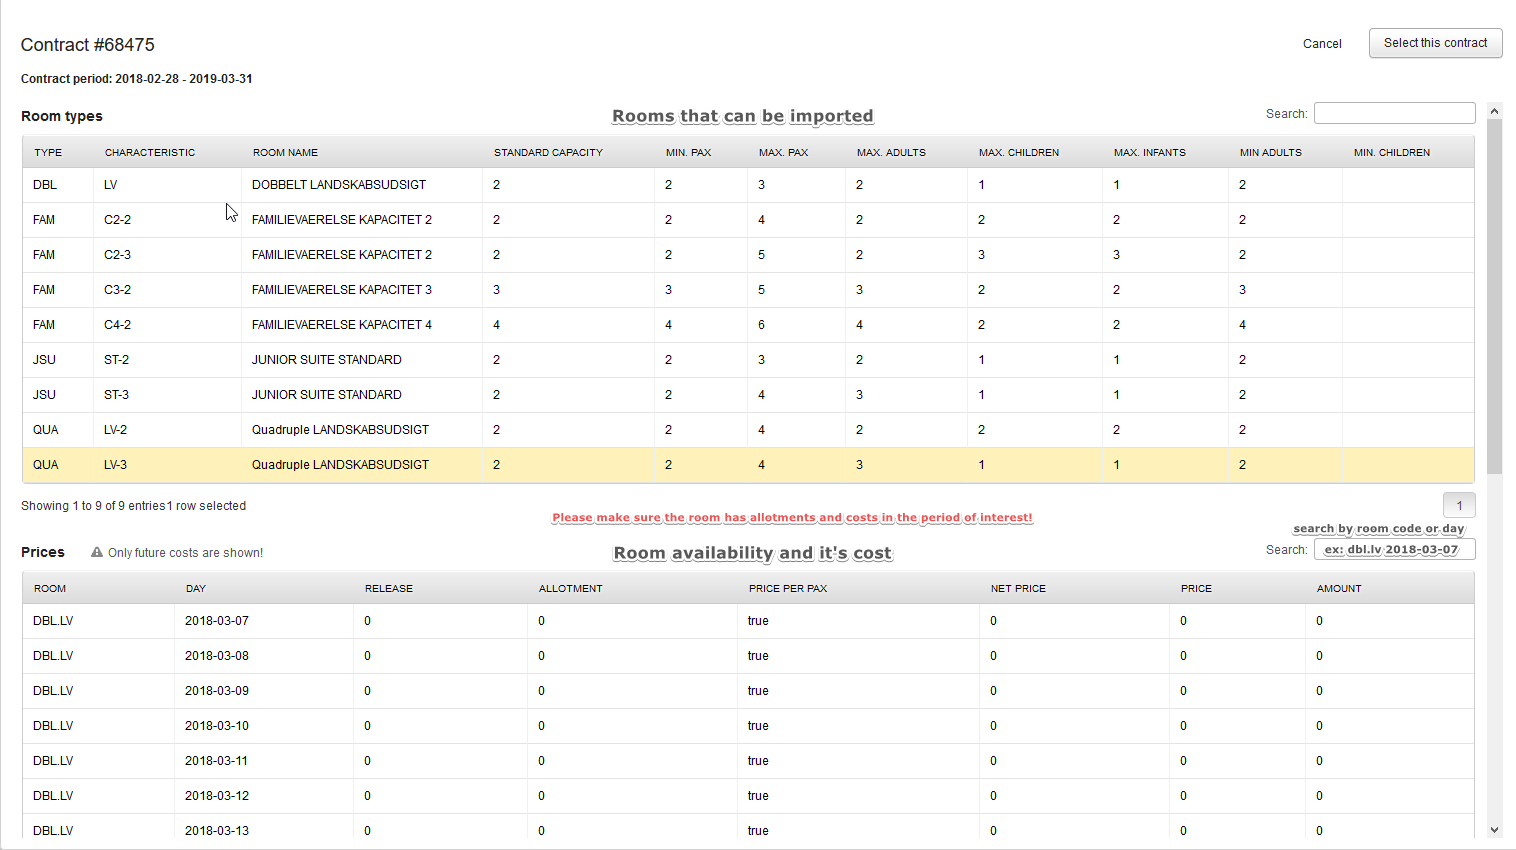 Contract #68475
Cancel
Select this contract
Contract period: 2018-02-28 - 2019-03-31
Room types
Rooms that can be imported
Search:
TYPE CHARACTERISTIC ROOM NAME STANDARD CAPACITY MIN. PAX MAX. PAX MAX. ADULTS MAX. CHILDREN MAX. INFANTS MIN ADULTS MIN. CHILDREN
DBL LV DOBBELT LANDSKABSUDSIGT 2 2 3 2 1 1 2
FAM C2-2 FAMILIEVAERELSE KAPACITET 2 2 2 4 2 2 2 2
FAM C2-3 FAMILIEVAERELSE KAPACITET 2 2 2 5 2 3 3 2
FAM C3-2 FAMILIEVAERELSE KAPACITET 3 3 3 5 3 2 2 3
FAM C4-2 FAMILIEVAERELSE KAPACITET 4 4 4 6 4 2 2 4
JSU ST-2 JUNIOR SUITE STANDARD 2 2 3 2 1 1 2
JSU ST-3 JUNIOR SUITE STANDARD 2 2 4 3 1 1 2
QUA LV-2 Quadruple LANDSKABSUDSIGT 2 2 4 2 2 2 2
QUA LV-3 Quadruple LANDSKABSUDSIGT 2 2 4 3 1 1 2
Showing 1 to 9 of 9 entries1 row selected
1
Please make sure the room has allotments and costs in the period of interest!
search by room code or day
Prices
Only future costs are shown!
Room availability and it's cost
Search: ex: dbl.lv 2018-03-07
ROOM DAY RELEASE ALLOTMENT PRICE PER PAX NET PRICE PRICE AMOUNT
DBL.LV 2018-03-07 0 0 true 0 0 0
DBL.LV 2018-03-08 0 0 true 0 0 0
DBL.LV 2018-03-09 0 0 true 0 0 0
DBL.LV 2018-03-10 0 0 true 0 0 0
DBL.LV 2018-03-11 0 0 true 0 0 0
DBL.LV 2018-03-12 0 0 true 0 0 0
DBL.LV 2018-03-13 0 0 true 0 0 0